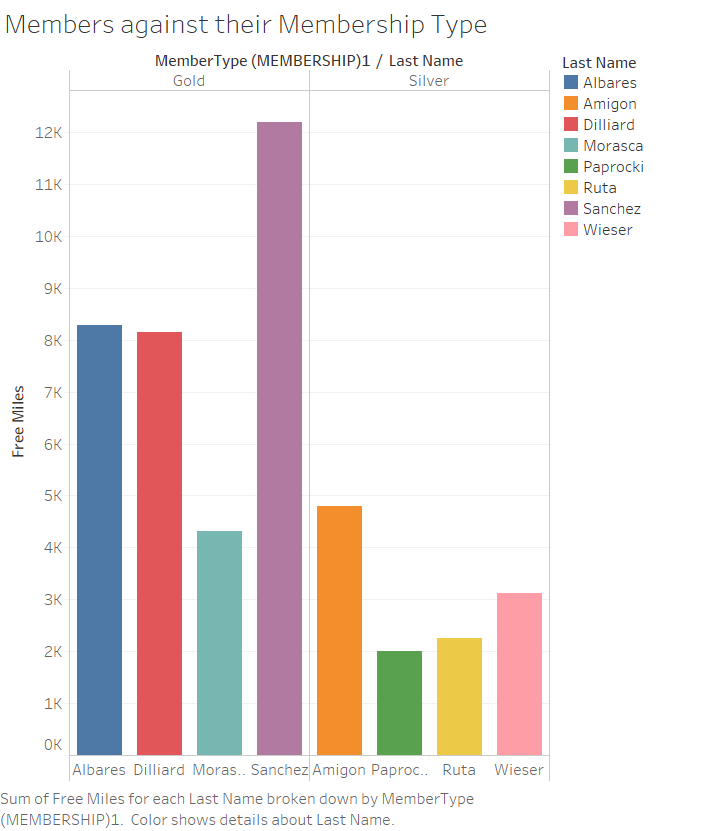 Members against their Membership Type
MemberType (MEMBERSHIP)1 / Last Name
Gold
Silver
12K
11K
10K
9K
8K
7K
6K
5K
4K
3K
2K
1K
0K
Free Miles
Albares
Dilliard
Moras..
Sanchez
Amigon
Paproc..
Ruta
Wieser
Last Name
Albares
Amigon
Dilliard
Morasca
Paprocki
Ruta
Sanchez
Wieser
Sum of Free Miles for each Last Name broken down by MemberType
(MEMBERSHIP)1. Color shows details about Last Name.